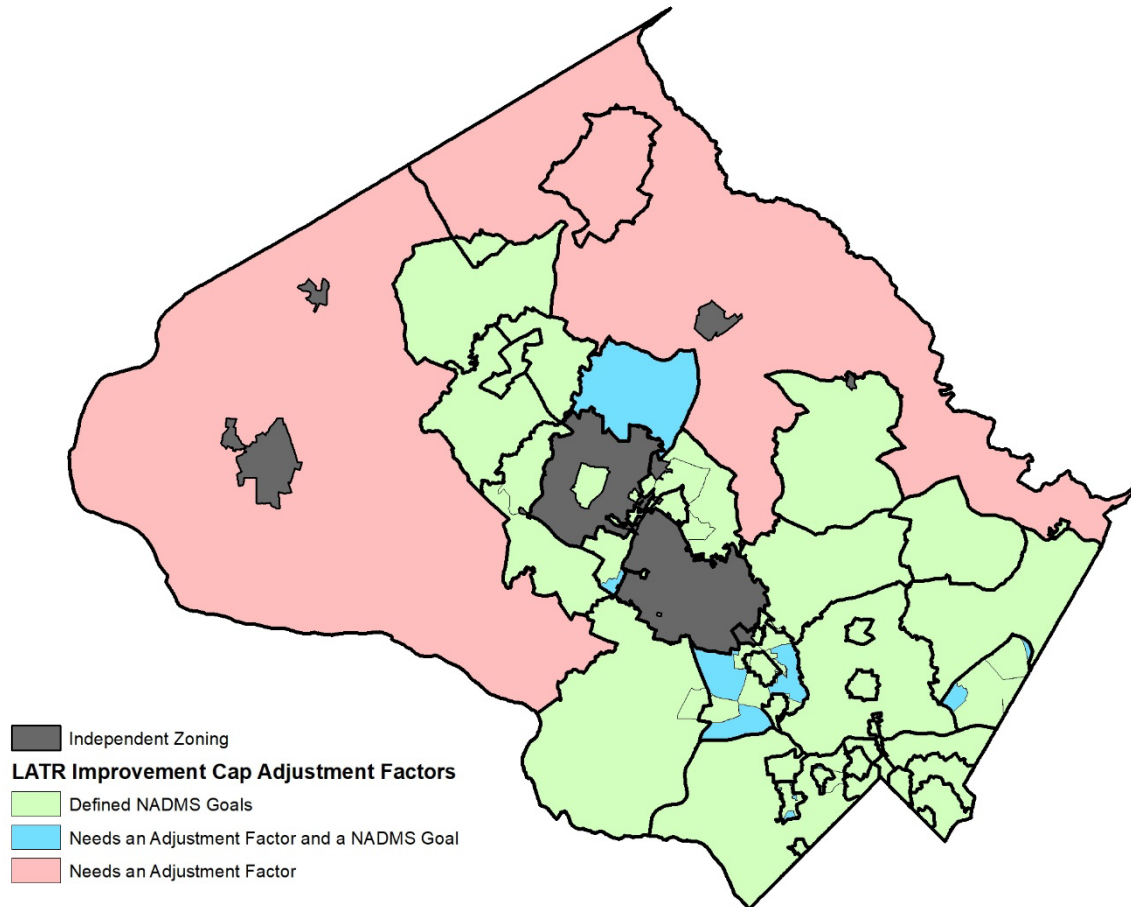 Independent Zoning
LATR Improvement Cap Adjustment Factors
Defined NADMS Goals
Needs an Adjustment Factor and a NADMS Goal
Needs an Adjustment Factor